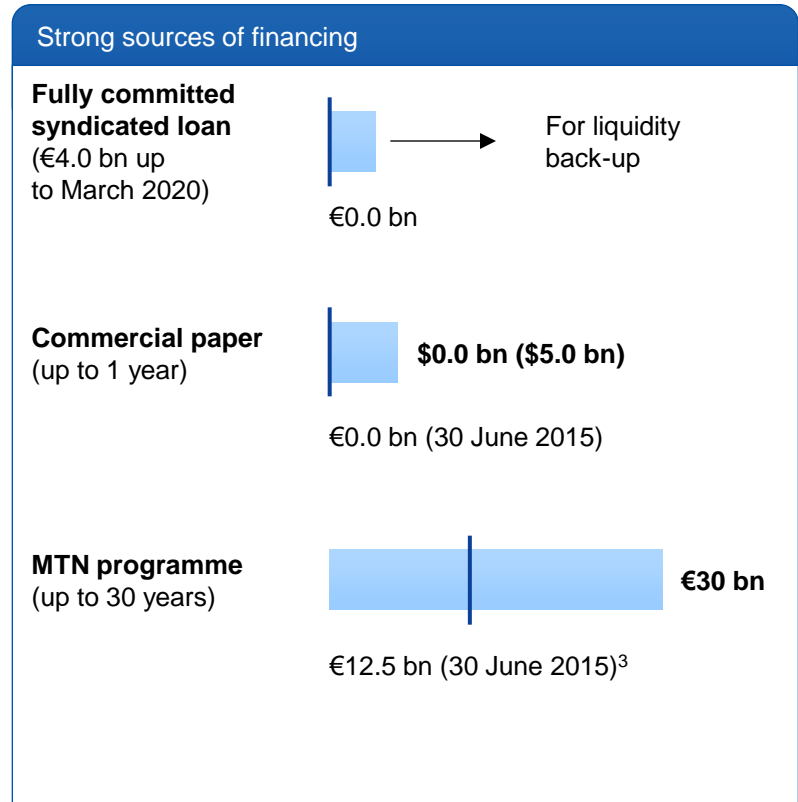 Strong sources of financing
Fully committed
syndicated loan
(€4.0 bn up
to March 2020)
For liquidity
back-up
€0.0 bn
Commercial paper
(up to 1 year)
$0.0 bn ($5.0 bn)
€0.0 bn (30 June 2015)
MTN programme
(up to 30 years)
€30 bn
€12.5 bn (30 June 2015)³